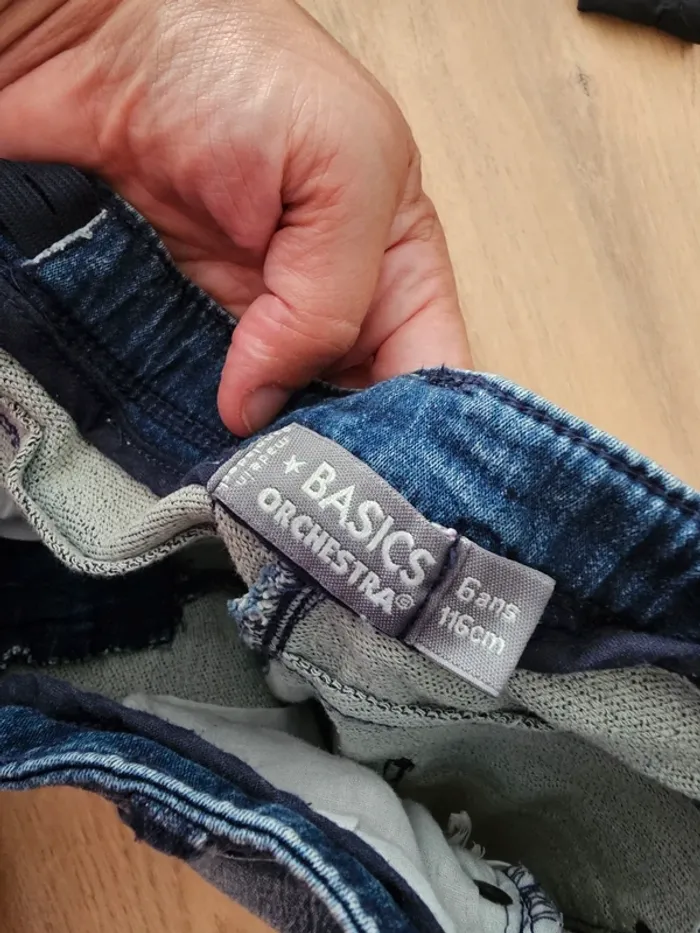 ★ BASICS
ORCHESTRA®
6 ans
116cm